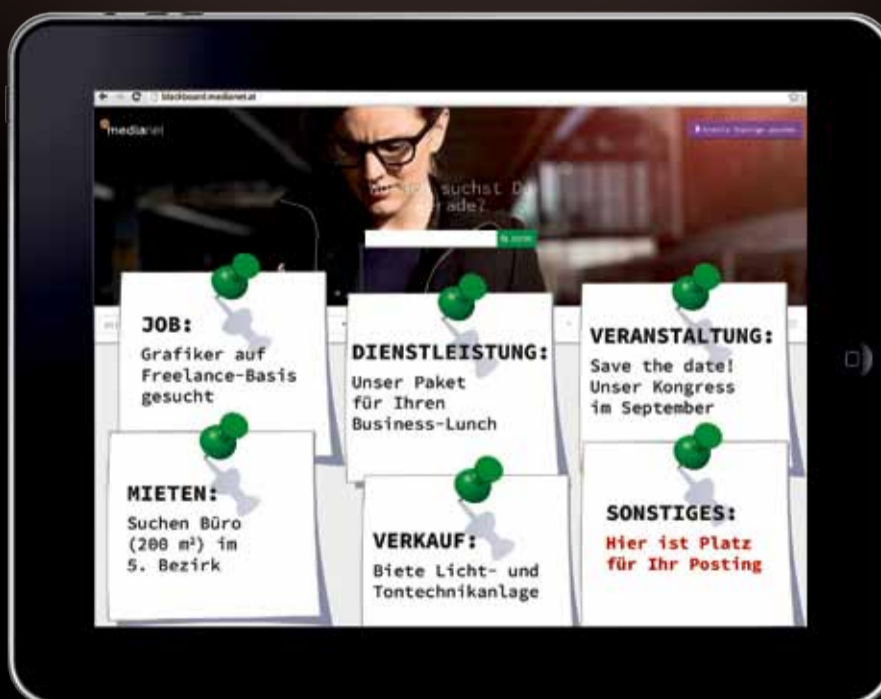 blackboard.medianet.at
medianet
suchst D
rade?
JOB:
Grafiker auf
Freelance-Basis
gesucht
DIENSTLEISTUNG:
Unser Paket
für Ihren
Business-Lunch
VERANSTALTUNG:
Save the date!
Unser Kongress
im September
MIETEN:
Suchen Büro
(200 m²) im
5. Bezirk
VERKAUF:
Biete Licht- und
Tontechnikanlage
SONSTIGES:
Hier ist Platz
für Ihr Posting